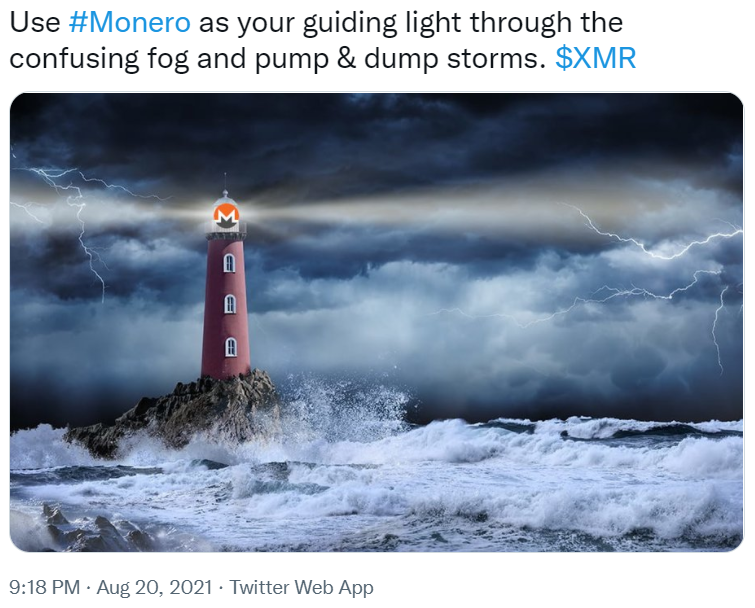 Use #Monero as your guiding light through the
confusing fog and pump & dump storms. $XMR
9:18 PM · Aug 20, 2021 · Twitter Web App